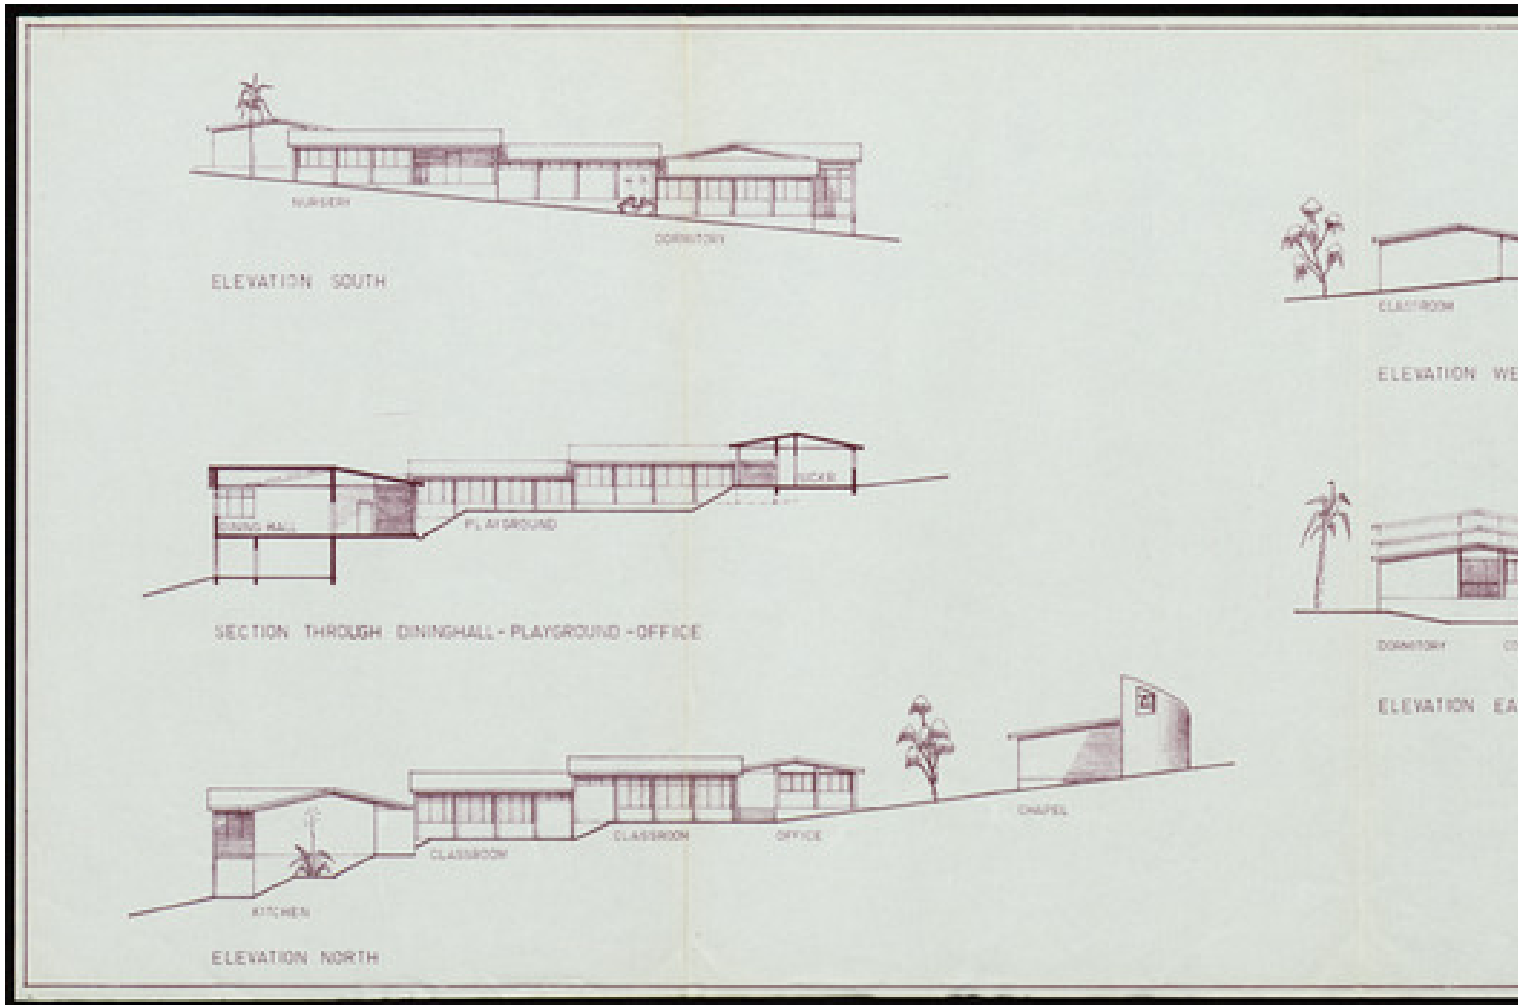 NURSERY
DORMITORY
ELEVATION SOUTH
CLASSROOM
ELEVATION WE
DINING HALL
PLAYGROUND
SECTION THROUGH DININGHALL-PLAYGROUND-OFFICE
DORMITORY CO
ELEVATION EA
CHAPEL
CLASSROOM
OFFICE
CLASSROOM
KITCHEN
ELEVATION NORTH